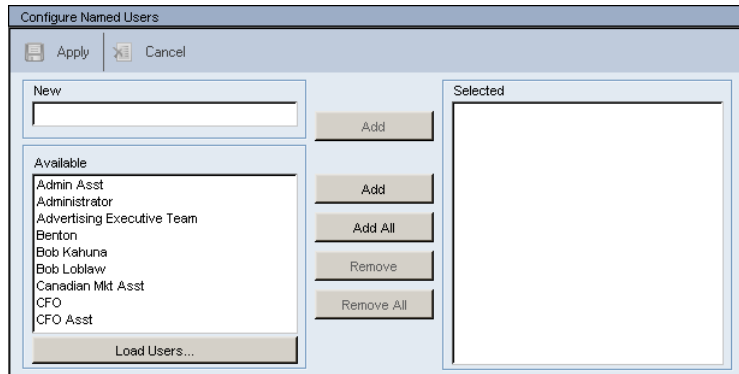 Configure Named Users
Apply Cancel
New
Add
Selected
Available
Admin Asst
Administrator
Advertising Executive Team
Benton
Bob Kahuna
Bob Loblaw
Canadian Mkt Asst
CFO
CFO Asst
Load Users...
Add
Add All
Remove
Remove All